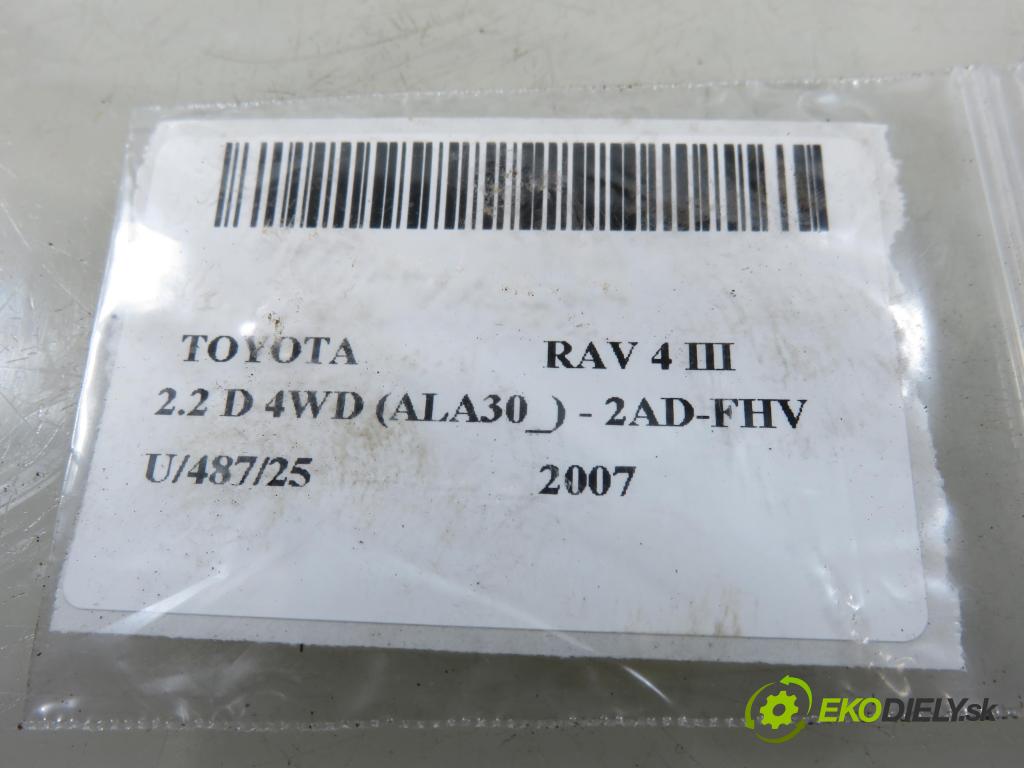 TOYOTA RAV 4 III
2.2 D 4WD (ALA30_) - 2AD-FHV
U/487/25 2007
EKODIELY.sk